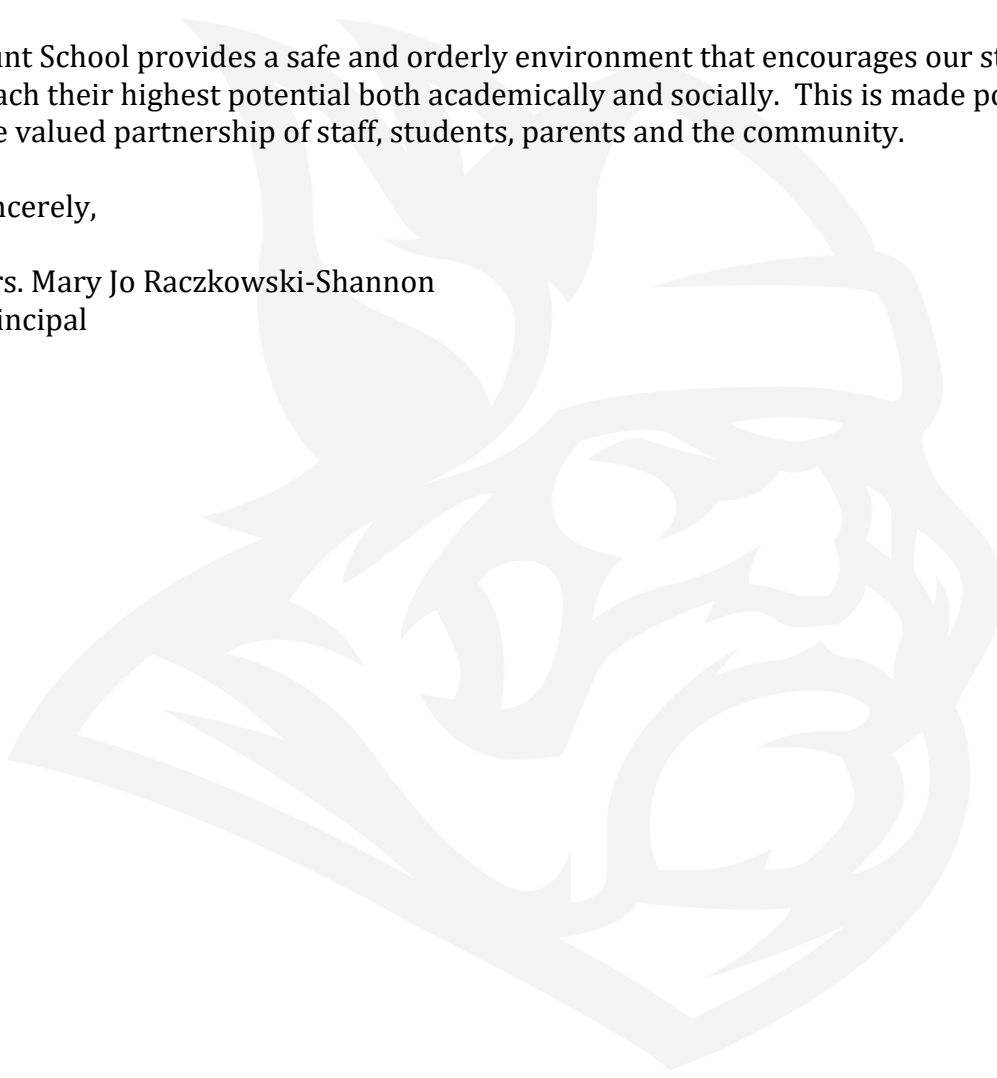 unt School provides a safe and orderly environment that encourages our st
ach their highest potential both academically and socially.  This is made po
e valued partnership of staff, students, parents and the community.
ncerely,
rs. Mary Jo Raczkowski-Shannon
incipal